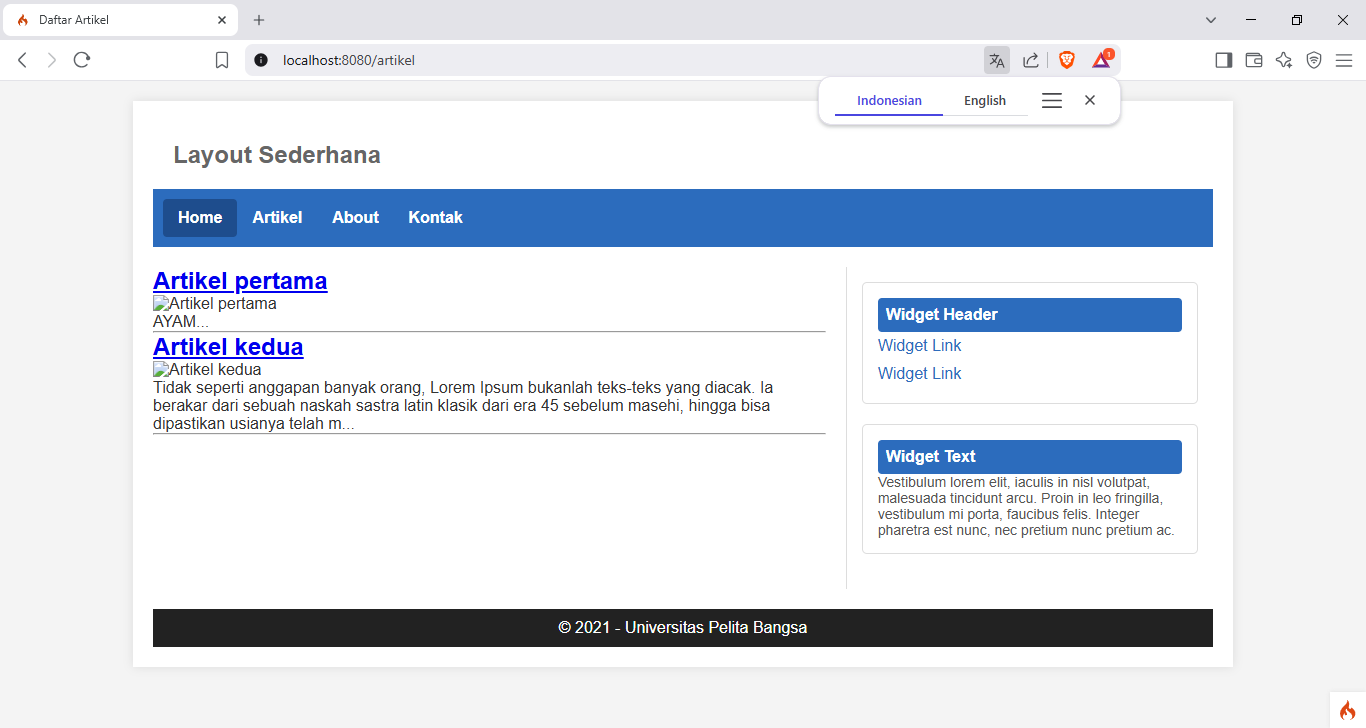 Daftar Artikel
localhost:8080/artikel
1
Indonesian English
Layout Sederhana
Home Artikel About Kontak
Artikel pertama
Artikel pertama
AYAM...
Artikel kedua
Artikel kedua
Tidak seperti anggapan banyak orang, Lorem Ipsum bukanlah teks-teks yang diacak. Ia
berakar dari sebuah naskah sastra latin klasik dari era 45 sebelum masehi, hingga bisa
dipastikan usianya telah m...
Widget Header
Widget Link
Widget Link
Widget Text
Vestibulum lorem elit, iaculis in nisl volutpat,
malesuada tincidunt arcu. Proin in leo fringilla,
vestibulum mi porta, faucibus felis. Integer
pharetra est nunc, nec pretium nunc pretium ac.
© 2021 - Universitas Pelita Bangsa